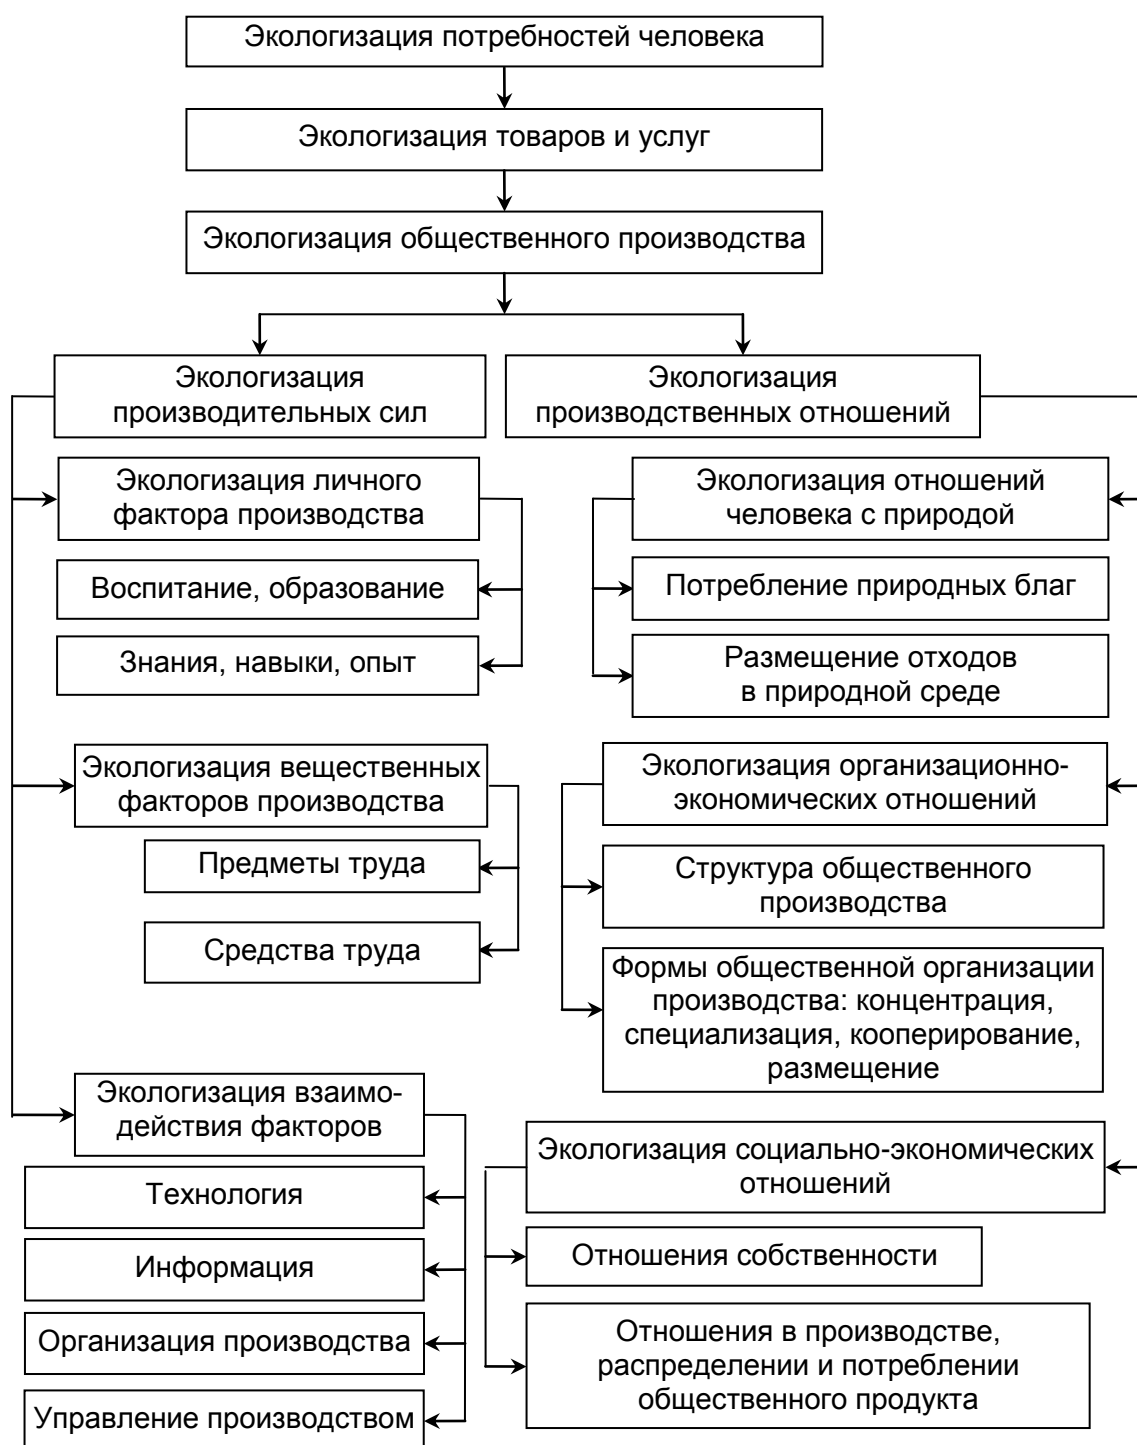 Экологизация потребностей человека
Экологизация товаров и услуг
Экологизация общественного производства
Экологизация
производительных сил
Экологизация
производственных отношений
Экологизация личного
фактора производства
Воспитание, образование
Знания, навыки, опыт
Экологизация вещественных
факторов производства
Предметы труда
Средства труда
Экологизация взаимо-
действия факторов
Технология
Информация
Организация производства
Управление производством
Экологизация отношений
человека с природой
Потребление природных благ
Размещение отходов
в природной среде
Экологизация организационно-
экономических отношений
Структура общественного
производства
Формы общественной организации
производства: концентрация,
специализация, кооперирование,
размещение
Экологизация социально-экономических
отношений
Отношения собственности
Отношения в производстве,
распределении и потреблении
общественного продукта